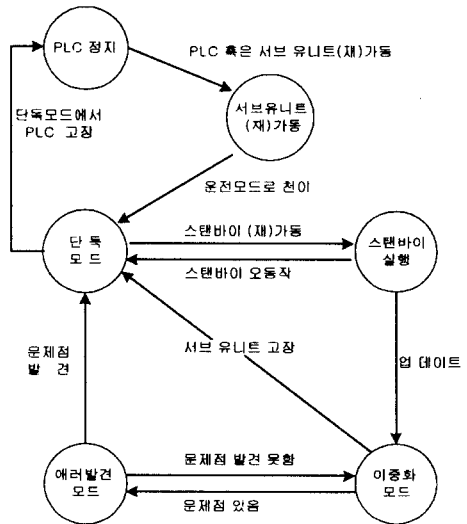 PLC 정지
PLC 혹은 서브 유니트(재)가동
서브유니트
(재)가동
단독모드에서
PLC 고장
운전모드로 천이
단 독
모 드
스탠바이 (재)가동
스탠바이 오동작
스탠바이
실행
문제점
발 견
서브 유니트 고장
업 데이트
애러발견
모드
문제점 발견 못함
문제점 있음
이중화
모드